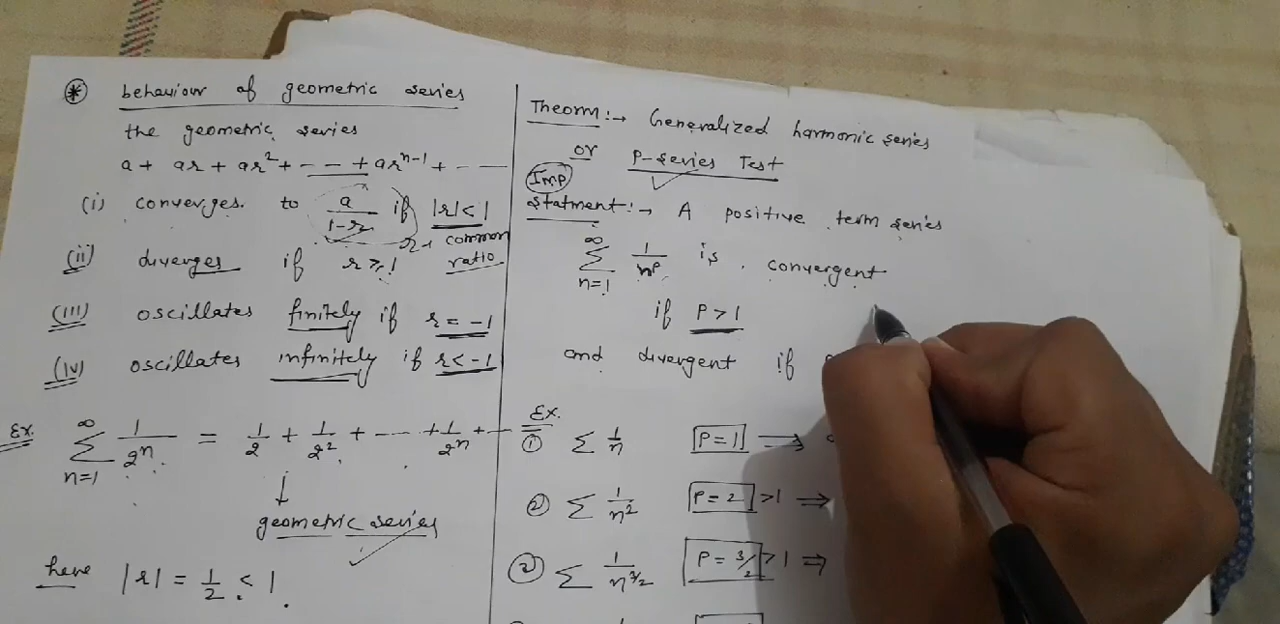 * behaviour of geometric series
the geometric series
a + ar + ar² + - - - + arⁿ⁻¹ + - - -
(i) converges. to a/(1-r) if |r| < 1
r → common ratio
(ii) diverges if r ≥ 1
(iii) oscillates finitely if r = -1
(iv) oscillates infinitely if r < -1
Ex. ∞ Σ n=1 1/2ⁿ = 1/2 + 1/2² + - - - + 1/2ⁿ + - - -
↓
geometric series
here |r| = 1/2 < 1.
Theorm :→ Generalized harmonic series
or
P-series Test
Imp
Statment :→ A positive term series
∞ Σ n=1 1/nᵖ is convergent
if P > 1
and divergent if
Ex.
① Σ 1/n P = 1 →
② Σ 1/n² P = 2 > 1 ⇒
② Σ 1/n^3/2 P = 3/2 > 1 ⇒